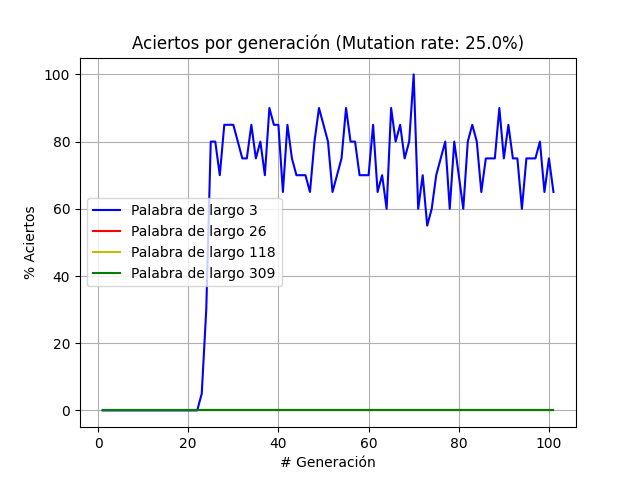 Aciertos por generación (Mutation rate: 25.0%)
100
80
60
40
20
0
% Aciertos
Palabra de largo 3
Palabra de largo 26
Palabra de largo 118
Palabra de largo 309
0 20 40 60 80 100
# Generación